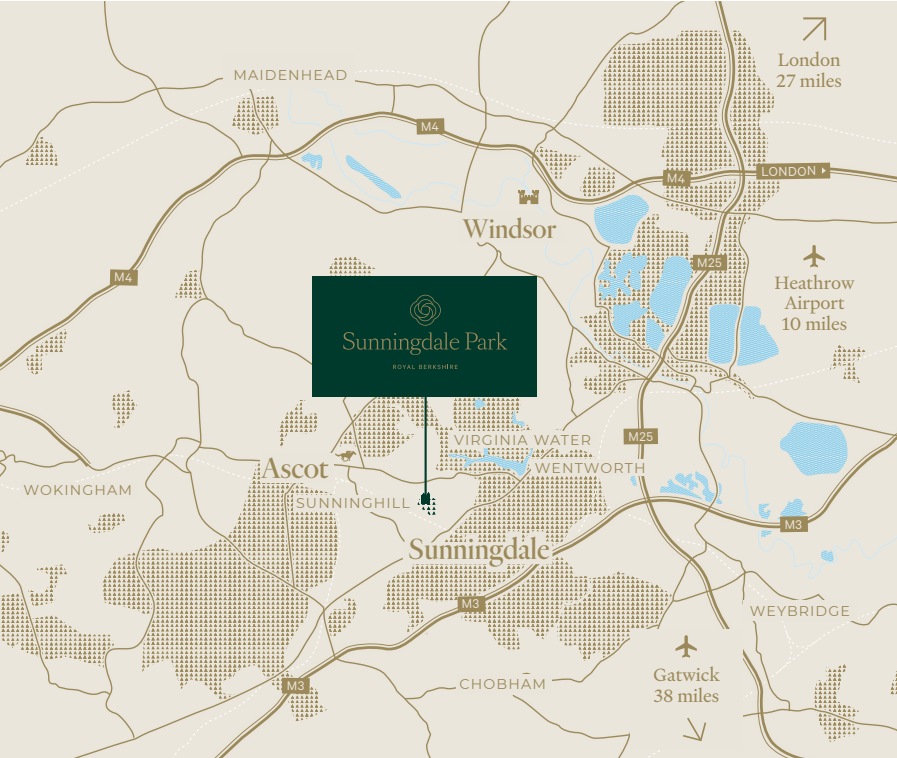 London
27 miles
MAIDENHEAD
M4
M4
LONDON
Windsor
M25
M4
Heathrow
Airport
10 miles
Sunningdale Park
ROYAL BERKSHIRE
M25
VIRGINIA WATER
Ascot
WENTWORTH
WOKINGHAM
SUNNINGHILL
M3
Sunningdale
M3
WEYBRIDGE
Gatwick
38 miles
CHOBHAM
M3